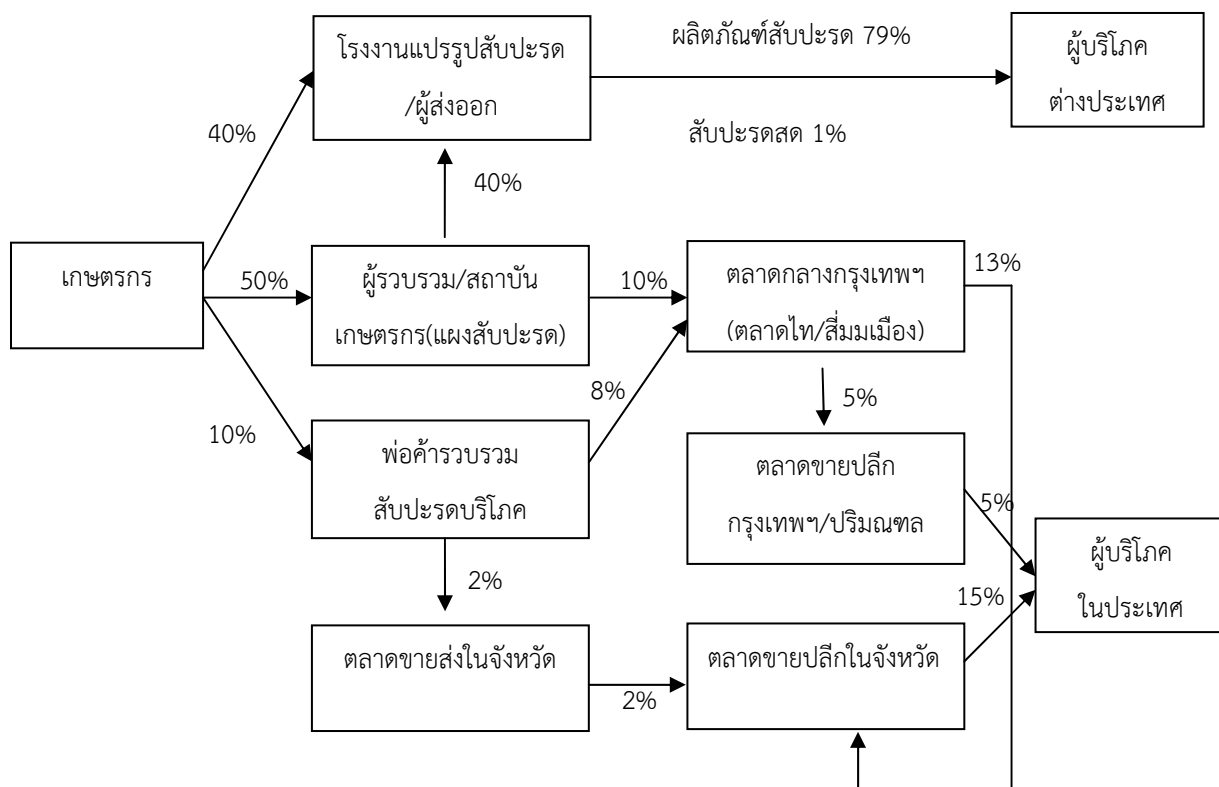 โรงงานแปรรูปสับปะรด
/ผู้ส่งออก
ผลิตภัณฑ์สับปะรด 79%
สับปะรดสด 1%
ผู้บริโภค
ต่างประเทศ
40%
40%
เกษตรกร
50%
ผู้รวบรวม/สถาบัน
เกษตรกร(แผงสับปะรด)
10%
ตลาดกลางกรุงเทพฯ
(ตลาดไท/สี่มมเมือง)
13%
8%
5%
10%
พ่อค้ารวบรวม
สับปะรดบริโภค
ตลาดขายปลีก
กรุงเทพฯ/ปริมณฑล
5%
ผู้บริโภค
ในประเทศ
2%
15%
ตลาดขายส่งในจังหวัด
2%
ตลาดขายปลีกในจังหวัด